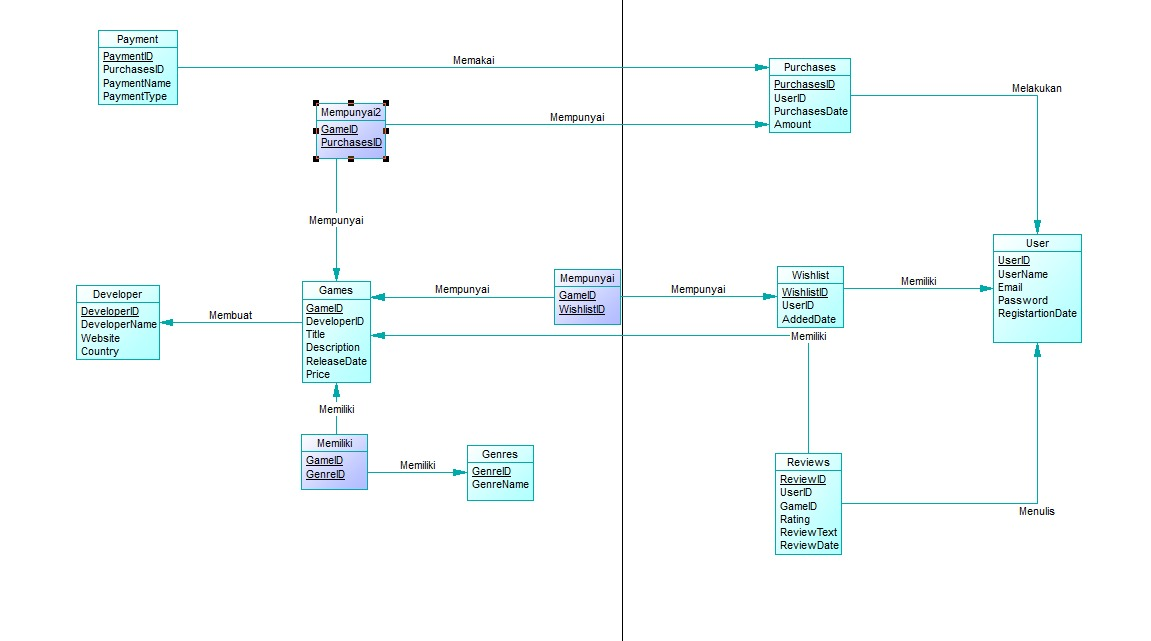 Payment
PaymentID
PurchasesID
PaymentName
PaymentType
Memakai
Purchases
PurchasesID
UserID
PurchasesDate
Amount
Melakukan
Mempunyai2
GameID
PurchasesID
Mempunyai
Mempunyai
User
UserID
UserName
Email
Password
RegistartionDate
Developer
DeveloperID
DeveloperName
Website
Country
Membuat
Games
GameID
DeveloperID
Title
Description
ReleaseDate
Price
Mempunyai
Mempunyai
GameID
WishlistID
Mempunyai
Wishlist
WishlistID
UserID
AddedDate
Memiliki
Memiliki
Memiliki
Memiliki
GameID
GenreID
Memiliki
Genres
GenreID
GenreName
Reviews
ReviewID
UserID
GameID
Rating
ReviewText
ReviewDate
Menulis